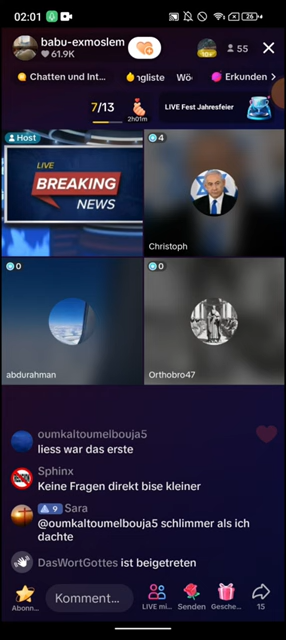 02:01
26
babu-exmoslem
61.9K
55
Chatten und Int...
ngliste
Erkunden
7/13
2h01m
LIVE Fest Jahresfeier
Host
LIVE
BREAKING
NEWS
4
Christoph
0
abdurahman
0
Orthobro47
oumkaltoumelbouja5
liess war das erste
Sphinx
Keine Fragen direkt bise kleiner
9 Sara
@oumkaltoumelbouja5 schlimmer als ich
dachte
DasWortGottes ist beigetreten
Komment...
Abonn...
LIVE mi...
Senden
Gesche...
15